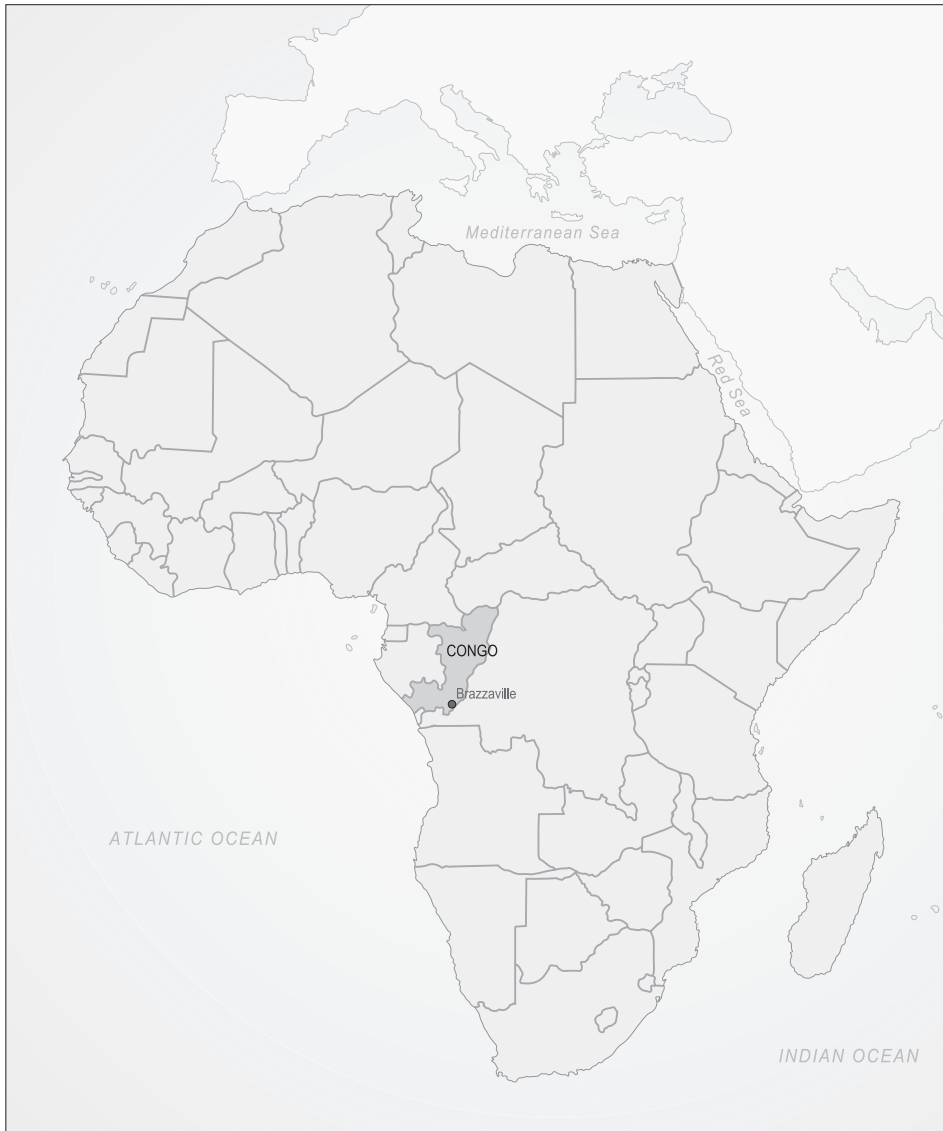 Mediterranean Sea
Red Sea
CONGO
Brazzaville
ATLANTIC OCEAN
INDIAN OCEAN